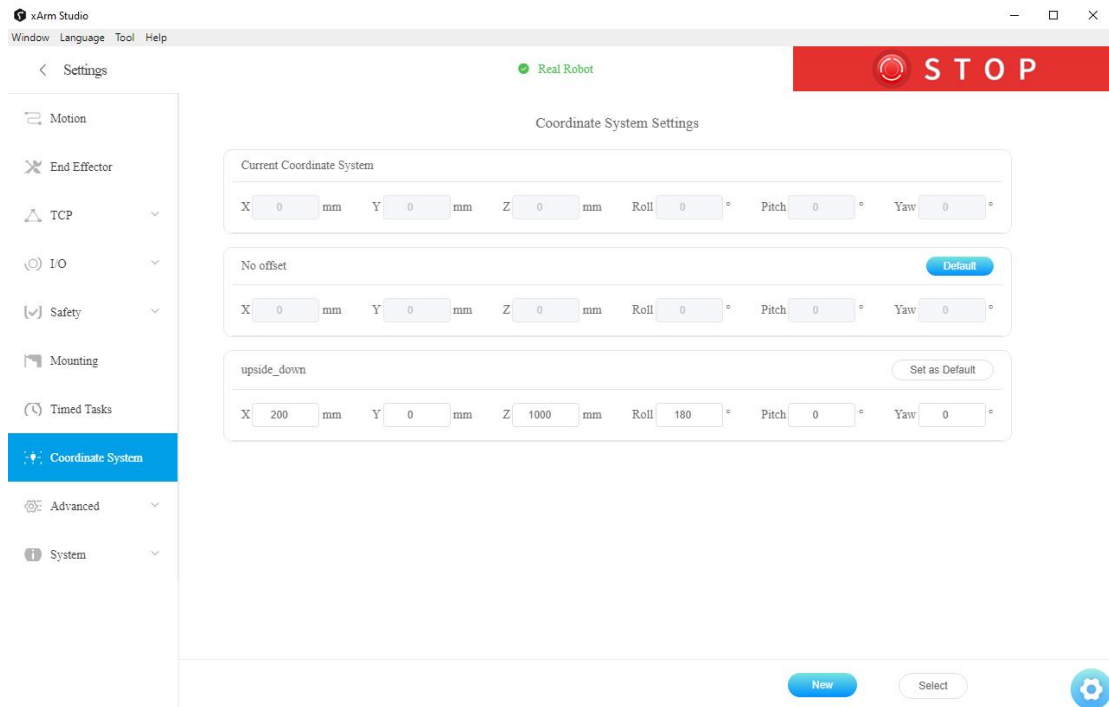 xArm Studio
Window Language Tool Help
Settings
Real Robot
STOP
Motion
End Effector
TCP
I/O
Safety
Mounting
Timed Tasks
Coordinate System
Advanced
System
Coordinate System Settings
Current Coordinate System
X 0 mm Y 0 mm Z 0 mm Roll 0 ° Pitch 0 ° Yaw 0 °
No offset Default
X 0 mm Y 0 mm Z 0 mm Roll 0 ° Pitch 0 ° Yaw 0 °
upside_down Set as Default
X 200 mm Y 0 mm Z 1000 mm Roll 180 ° Pitch 0 ° Yaw 0 °
New Select